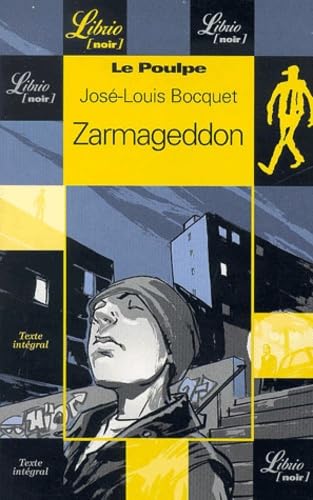 Librio
[noir]
Librio
[noir]
Librio
[noir]
Le Poulpe
José-Louis Bocquet
Zarmageddon
Texte
intégral
Texte
intégral
Librio
[noir]